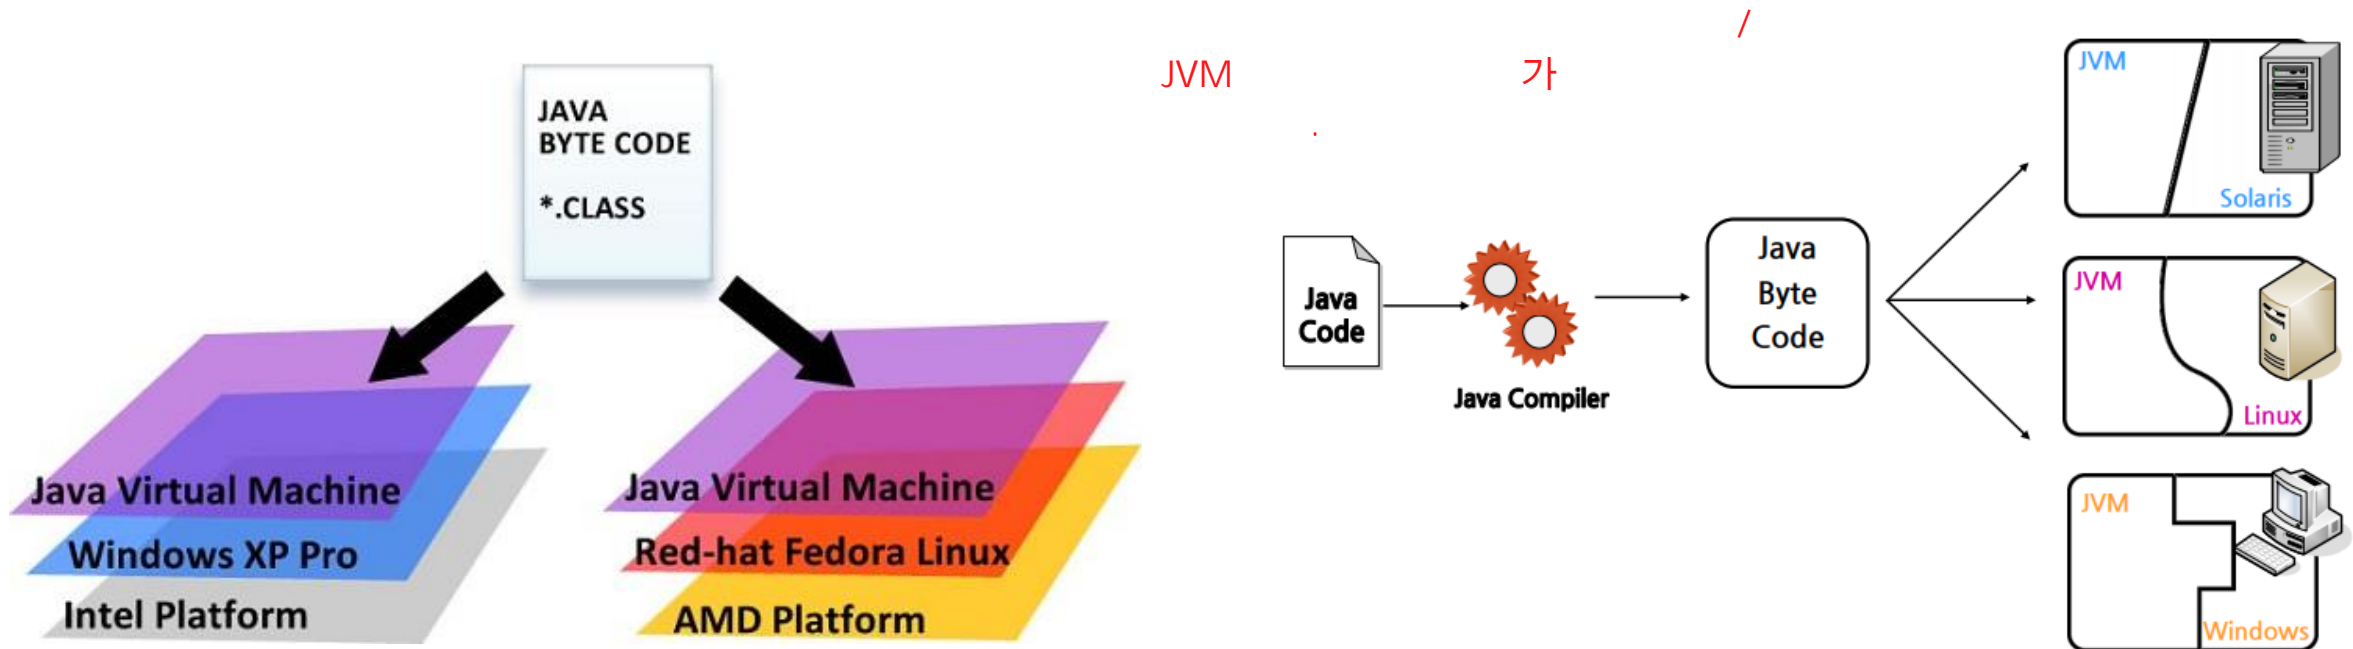 JAVA
BYTE CODE
*.CLASS
Java Virtual Machine
Windows XP Pro
Intel Platform
Java Virtual Machine
Red-hat Fedora Linux
AMD Platform
/
JVM 가
.
Java
Code
Java Compiler
Java
Byte
Code
JVM
Solaris
JVM
Linux
JVM
Windows